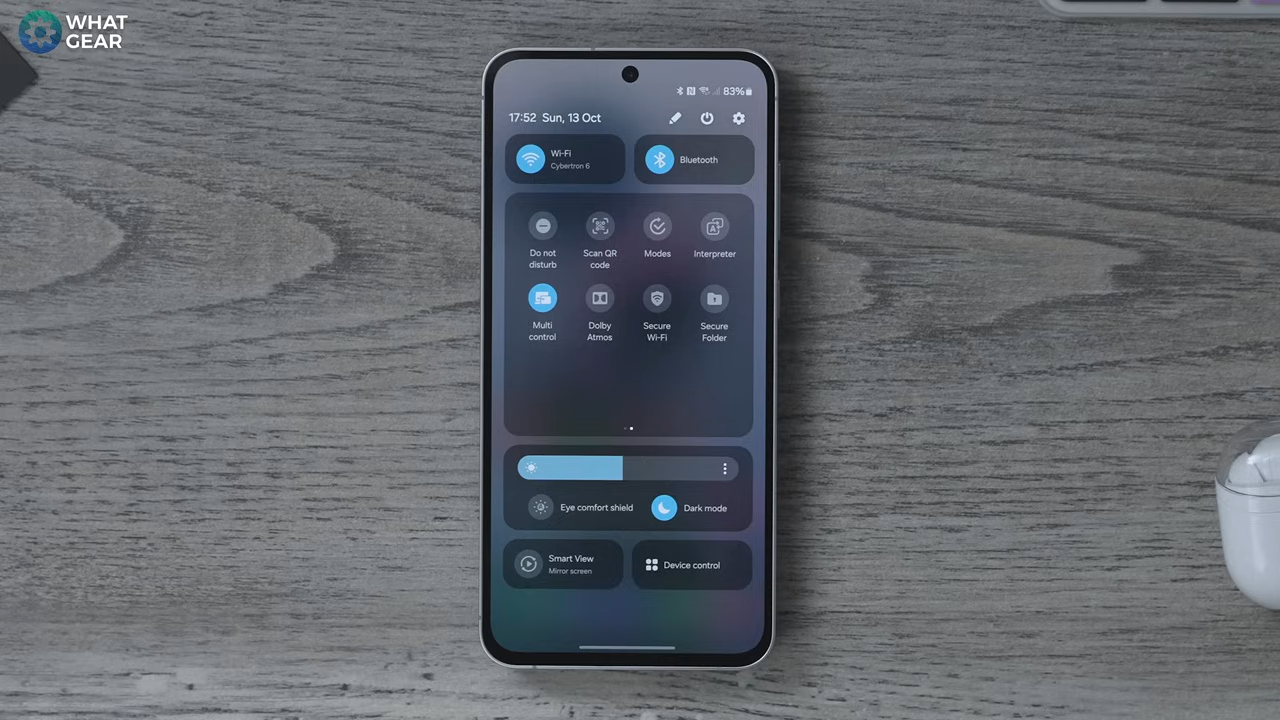 WHAT
GEAR
83%
17:52 Sun, 13 Oct
Wi-Fi
Cybertron 6
Bluetooth
Do not
disturb
Scan QR
code
Modes
Interpreter
Multi
control
Dolby
Atmos
Secure
Wi-Fi
Secure
Folder
Eye comfort shield
Dark mode
Smart View
Mirror screen
Device control